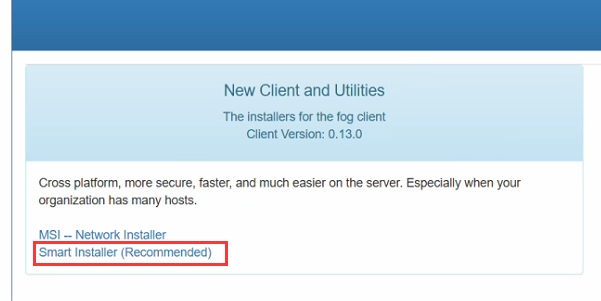 New Client and Utilities
The installers for the fog client
Client Version: 0.13.0
Cross platform, more secure, faster, and much easier on the server. Especially when your
organization has many hosts.
MSI -- Network Installer
Smart Installer (Recommended)